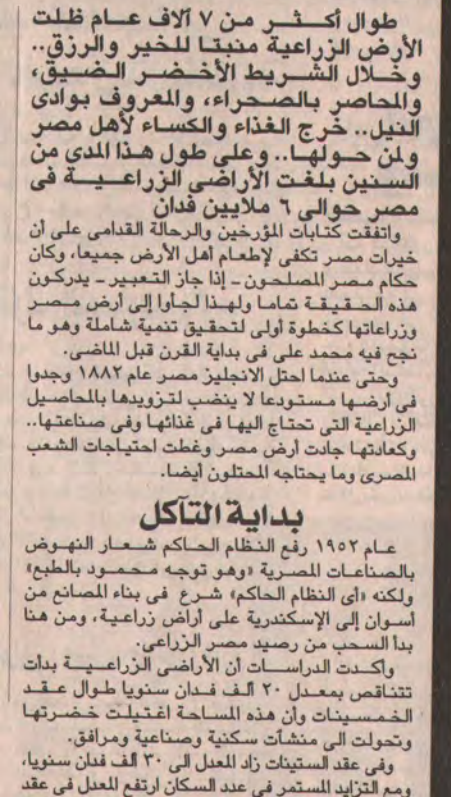 طوال أكثر من ٧ آلاف عام ظلت
الأرض الزراعية منبتا للخير والرزق..
وخلال الشريط الأخضر الضيق،
والمحاصر بالصحراء، والمعروف بوادى
النيل.. خرج الغذاء والكساء لأهل مصر
ولمن حولها.. وعلى طول هذا المدى من
السنين بلغت الأراضى الزراعية فى
مصر حوالى ٦ ملايين فدان
واتفقت كتابات المؤرخين والرحالة القدامى على أن
خيرات مصر تكفى لإطعام أهل الأرض جميعا، وكان
حكام مصر المصلحون ــ إذا جاز التعبير ــ يدركون
هذه الحقيقة تماما ولهذا لجأوا إلى أرض مصر
وزراعاتها كخطوة أولى لتحقيق تنمية شاملة وهو ما
نجح فيه محمد على فى بداية القرن قبل الماضى.
وحتى عندما احتل الانجليز مصر عام ١٨٨٢ وجدوا
فى أرضها مستودعا لا ينضب لتزويدها بالمحاصيل
الزراعية التى تحتاج اليها فى غذائها وفى صناعتها..
وكعادتها جادت أرض مصر وغطت احتياجات الشعب
المصرى وما يحتاجه المحتلون أيضا.
بداية التآكل
عام ١٩٥٢ رفع النظام الحاكم شعار النهوض
بالصناعات المصرية «وهو توجه محمود بالطبع»
ولكنه «أى النظام الحاكم» شرع فى بناء المصانع من
أسوان إلى الإسكندرية على أراض زراعية، ومن هنا
بدأ السحب من رصيد مصر الزراعى.
وأكدت الدراسات أن الأراضى الزراعية بدأت
تتناقص بمعدل ٢٠ ألف فدان سنويا طوال عقد
الخمسينات وأن هذه المساحة اغتيلت خضرتها
وتحولت الى منشآت سكنية وصناعية ومرافق.
وفى عقد الستينات زاد المعدل الى ٣٠ الف فدان سنويا،
ومع التزايد المستمر فى عدد السكان ارتفع المعدل فى عقد